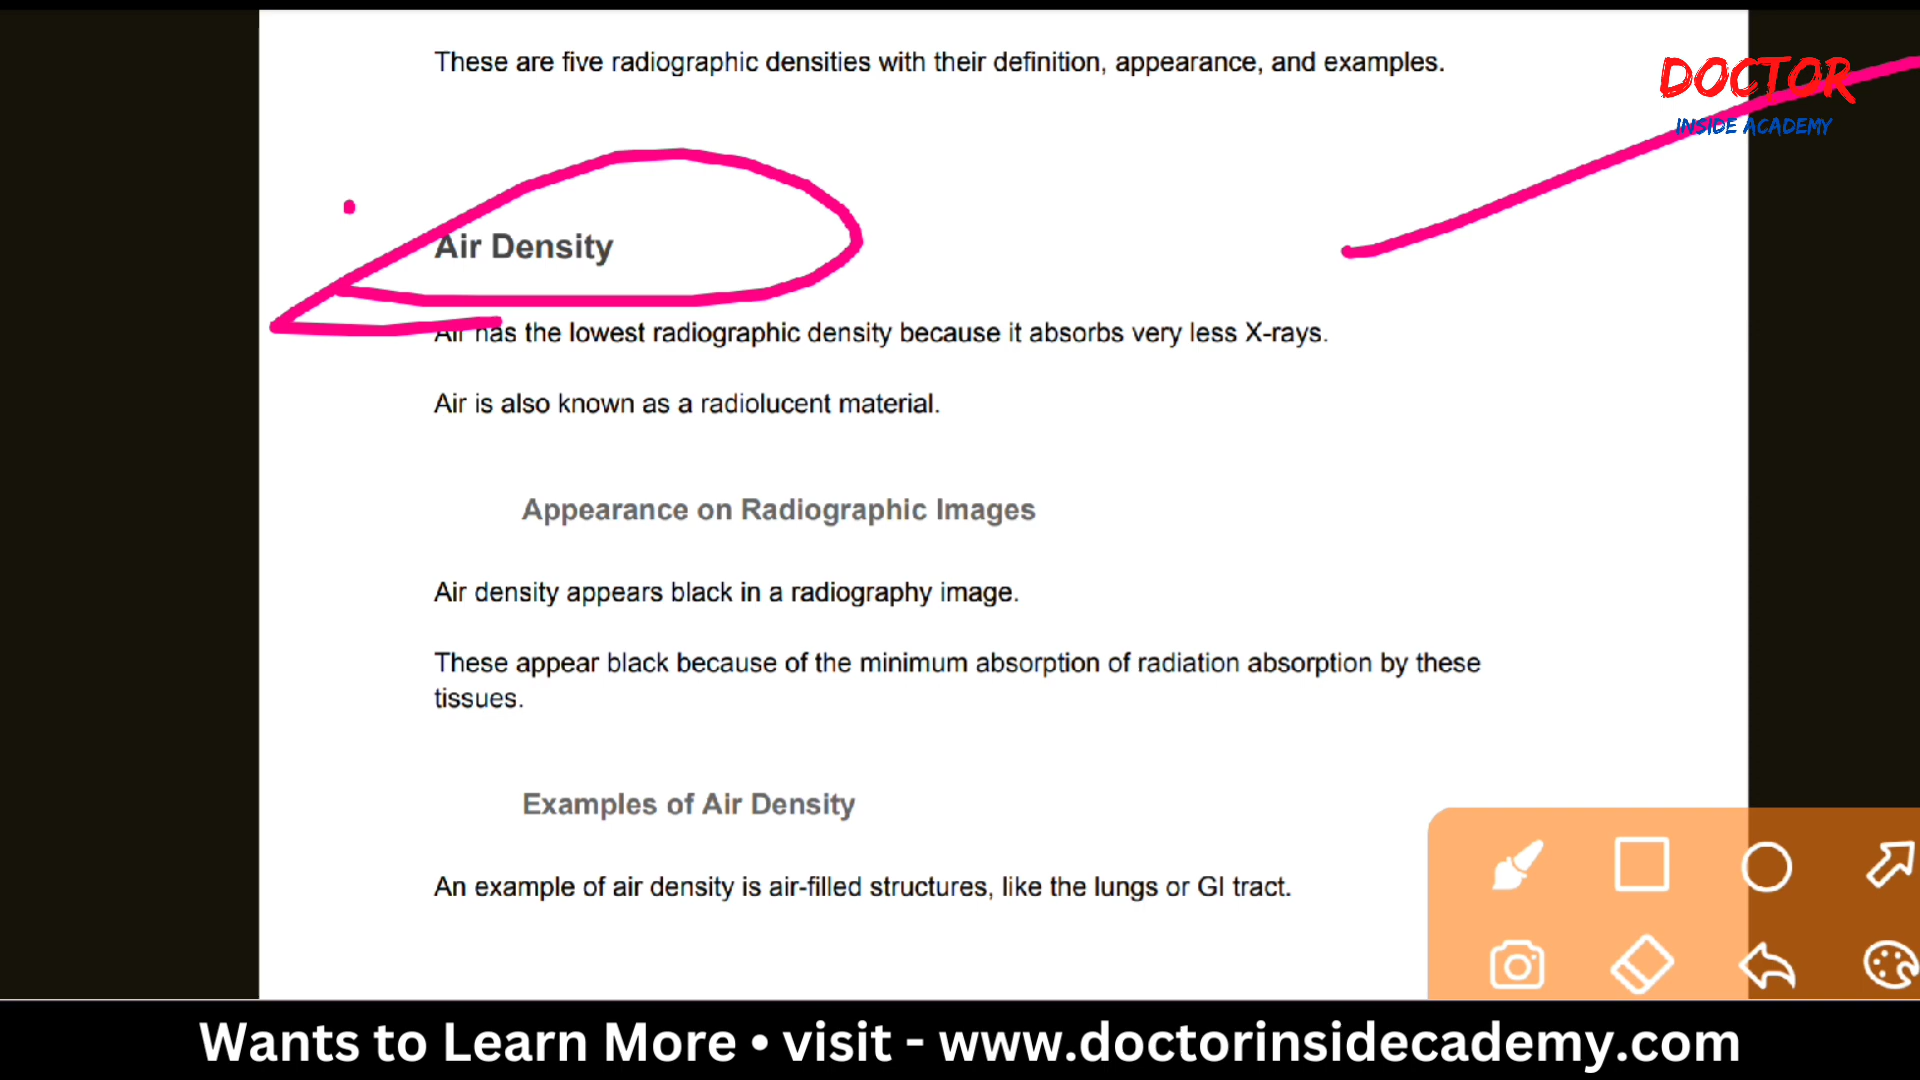 These are five radiographic densities with their definition, appearance, and examples.
DOCTOR
INSIDE ACADEMY
Air Density
Air has the lowest radiographic density because it absorbs very less X-rays.
Air is also known as a radiolucent material.
Appearance on Radiographic Images
Air density appears black in a radiography image.
These appear black because of the minimum absorption of radiation absorption by these
tissues.
Examples of Air Density
An example of air density is air-filled structures, like the lungs or GI tract.
Wants to Learn More • visit - www.doctorinsidecademy.com